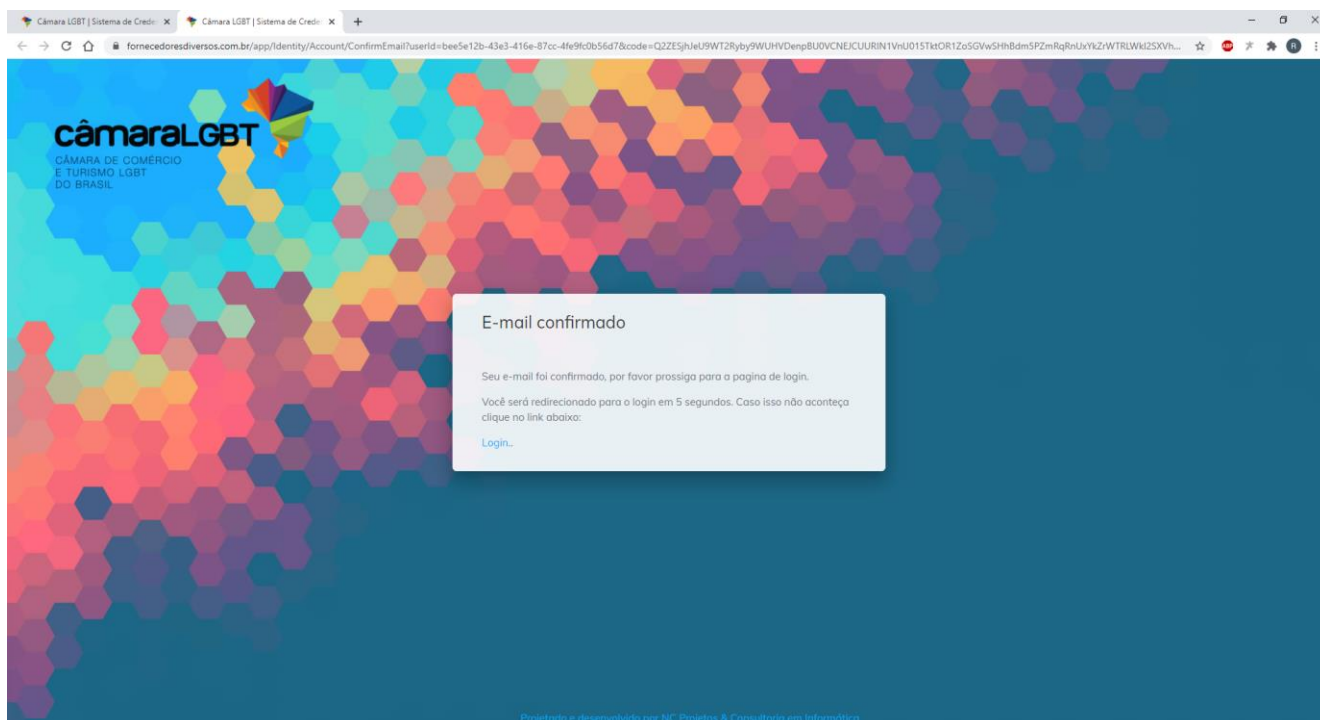 Câmara LGBT | Sistema de Crede
Câmara LGBT | Sistema de Crede
fornecedoresdiversos.com.br/app/Identity/Account/ConfirmEmail?userId=bee5e12b-43e3-416e-87cc-4fe9fc0b56d7&code=
câmaraLGBT
CÂMARA DE COMÉRCIO
E TURISMO LGBT
DO BRASIL
E-mail confirmado
Seu e-mail foi confirmado, por favor prossiga para a pagina de login.
Você será redirecionado para o login em 5 segundos. Caso isso não aconteça
clique no link abaixo:
Login..
Projetado e desenvolvido por NC Projetos & Consultoria em Informática